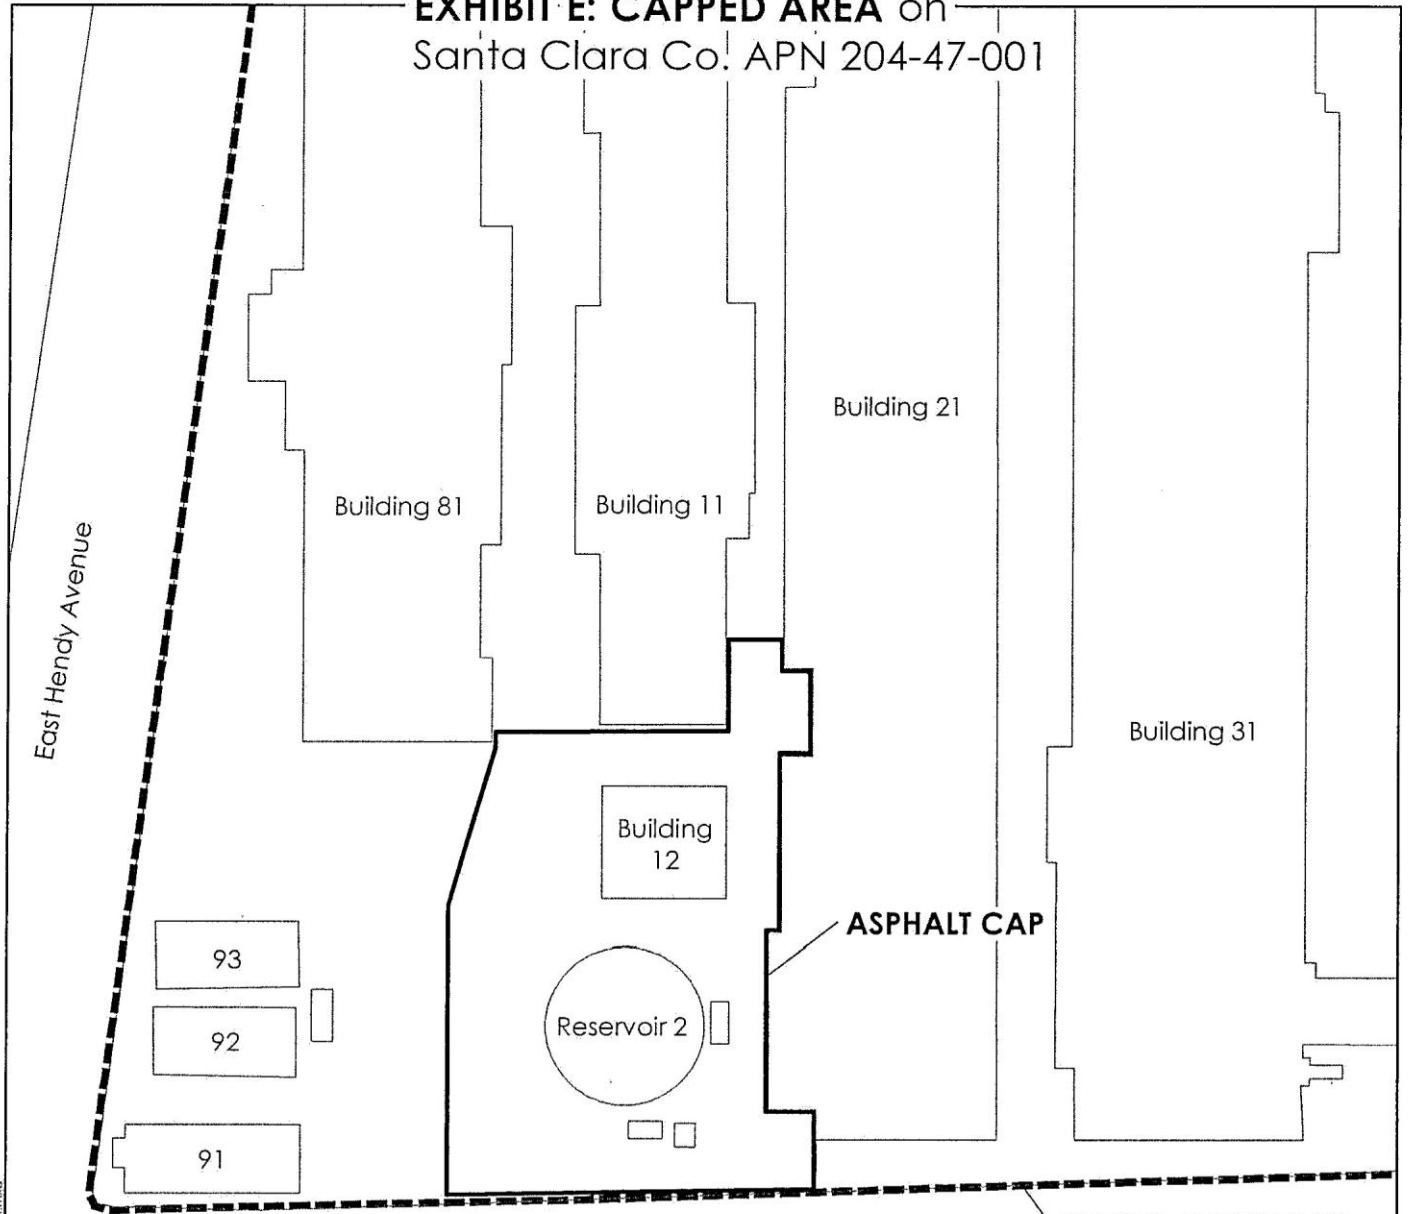 EXHIBIT E: CAPPED AREA on
Santa Clara Co. APN 204-47-001
Building 21
Building 81
Building 11
East Hendy Avenue
Building 31
Building
12
ASPHALT CAP
93
Reservoir 2
92
91